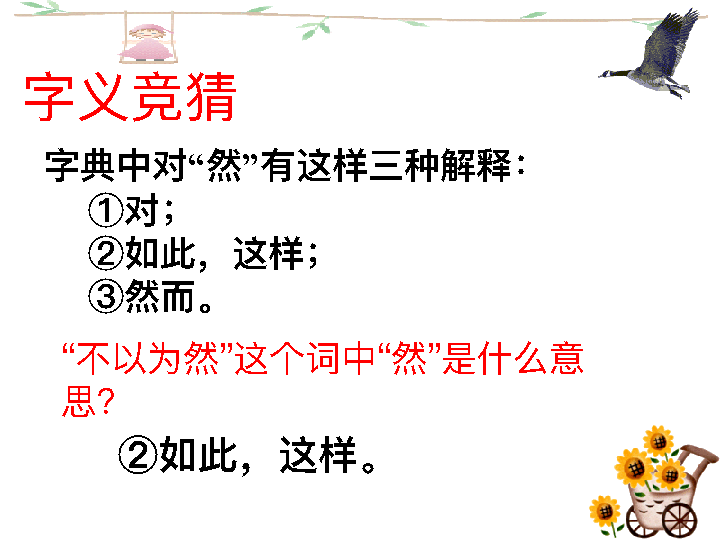 字义竞猜
字典中对“然”有这样三种解释：
①对；
②如此，这样；
③然而。
“不以为然”这个词中“然”是什么意
思？
②如此，这样。